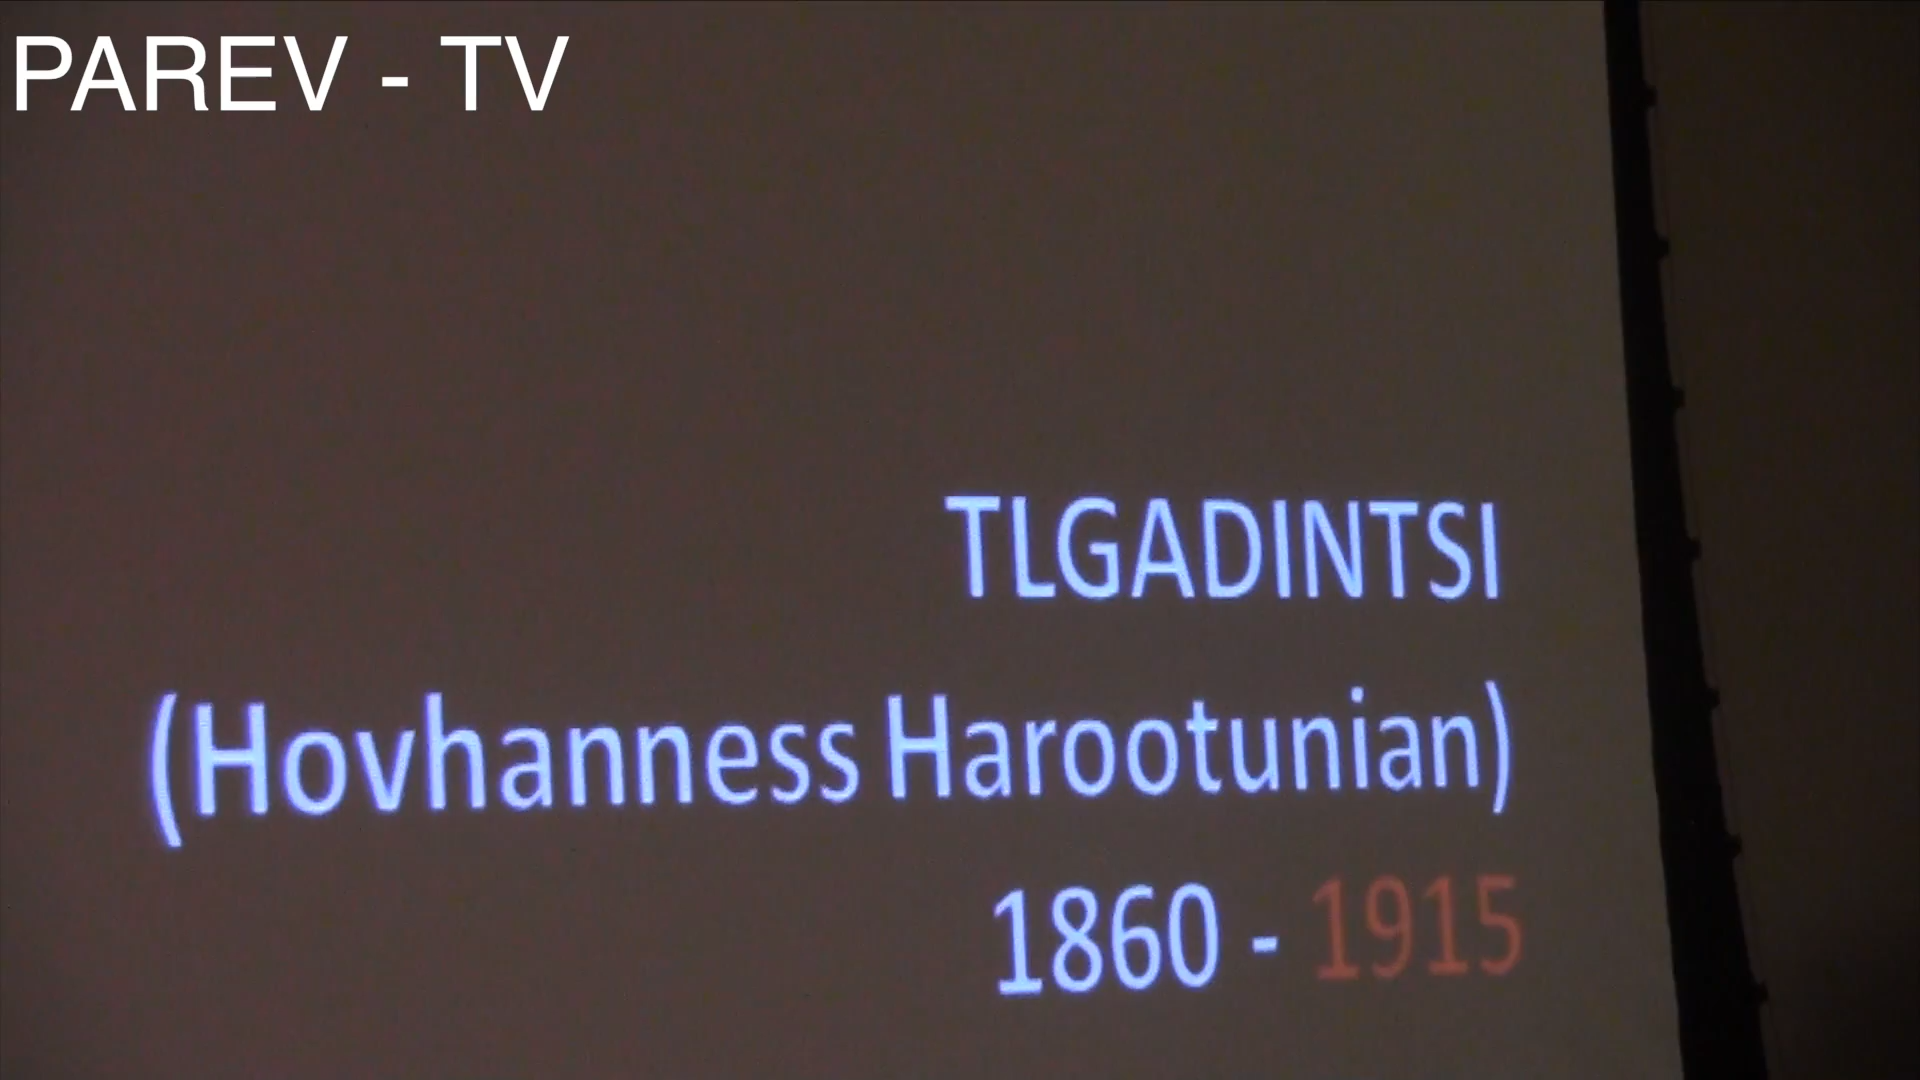 PAREV - TV
TLGADINTSI
(Hovhanness Harootunian)
1860 - 1915